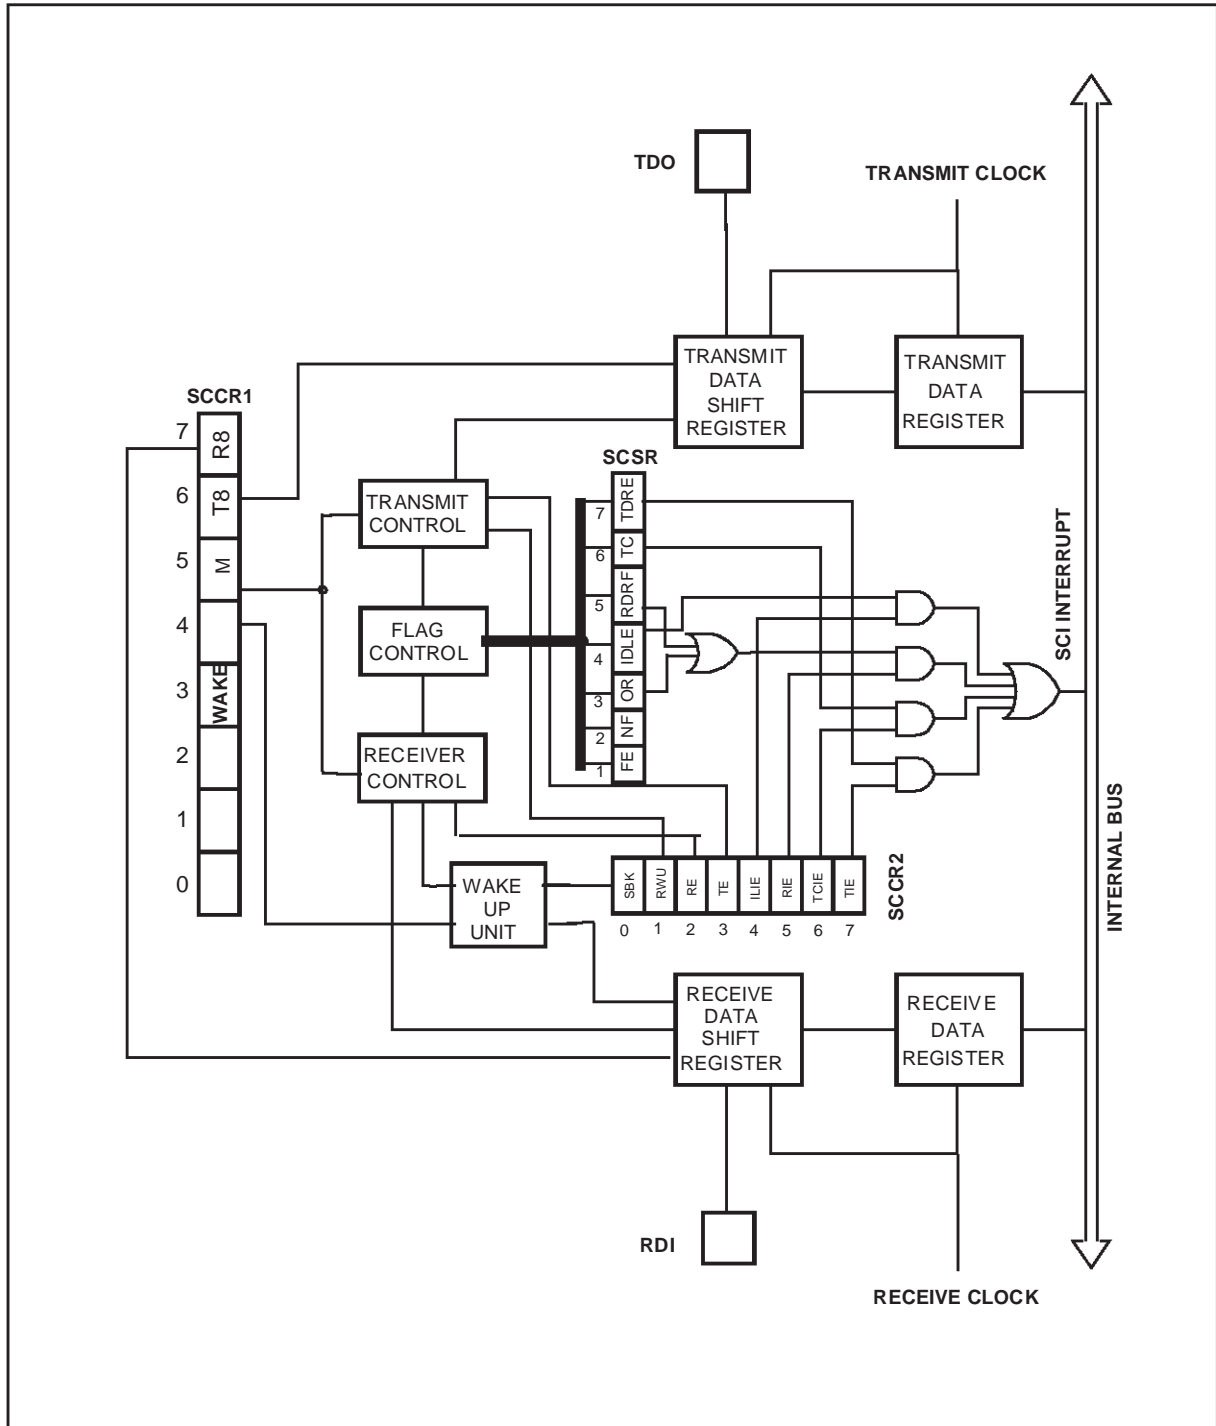 TDO
TRANSMIT CLOCK
TRANSMIT
DATA
SHIFT
REGISTER
TRANSMIT
DATA
REGISTER
SCCR1
7
R8
6
T8
5
M
4
3
WAKE
2
1
0
TRANSMIT
CONTROL
FLAG
CONTROL
RECEIVER
CONTROL
SCSR
7
TDRE
6
TC
5
RDRF
4
IDLE
3
OR
2
NF
1
FE
SCI INTERRUPT
INTERNAL BUS
WAKE
UP
UNIT
SBK
RWU
RE
TE
ILIE
RIE
TCIE
TIE
SCCR2
0 1 2 3 4 5 6 7
RECEIVE
DATA
SHIFT
REGISTER
RECEIVE
DATA
REGISTER
RDI
RECEIVE CLOCK